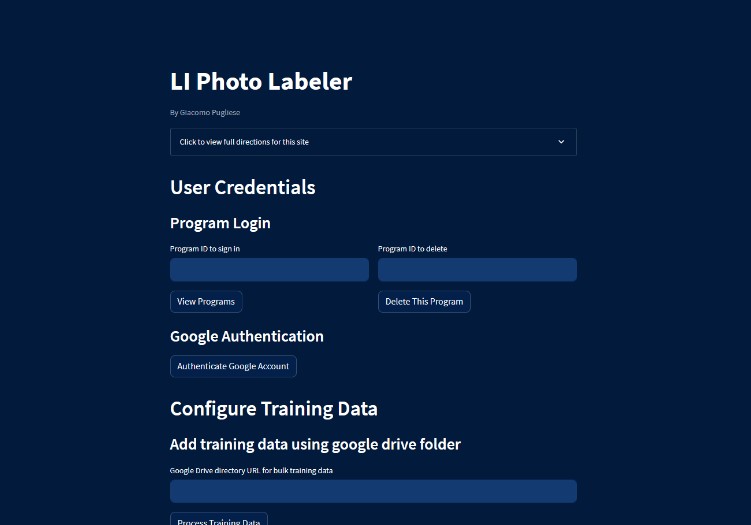 LI Photo Labeler
By Giacomo Pugliese
Click to view full directions for this site
User Credentials
Program Login
Program ID to sign in
Program ID to delete
View Programs
Delete This Program
Google Authentication
Authenticate Google Account
Configure Training Data
Add training data using google drive folder
Google Drive directory URL for bulk training data
Process Training Data